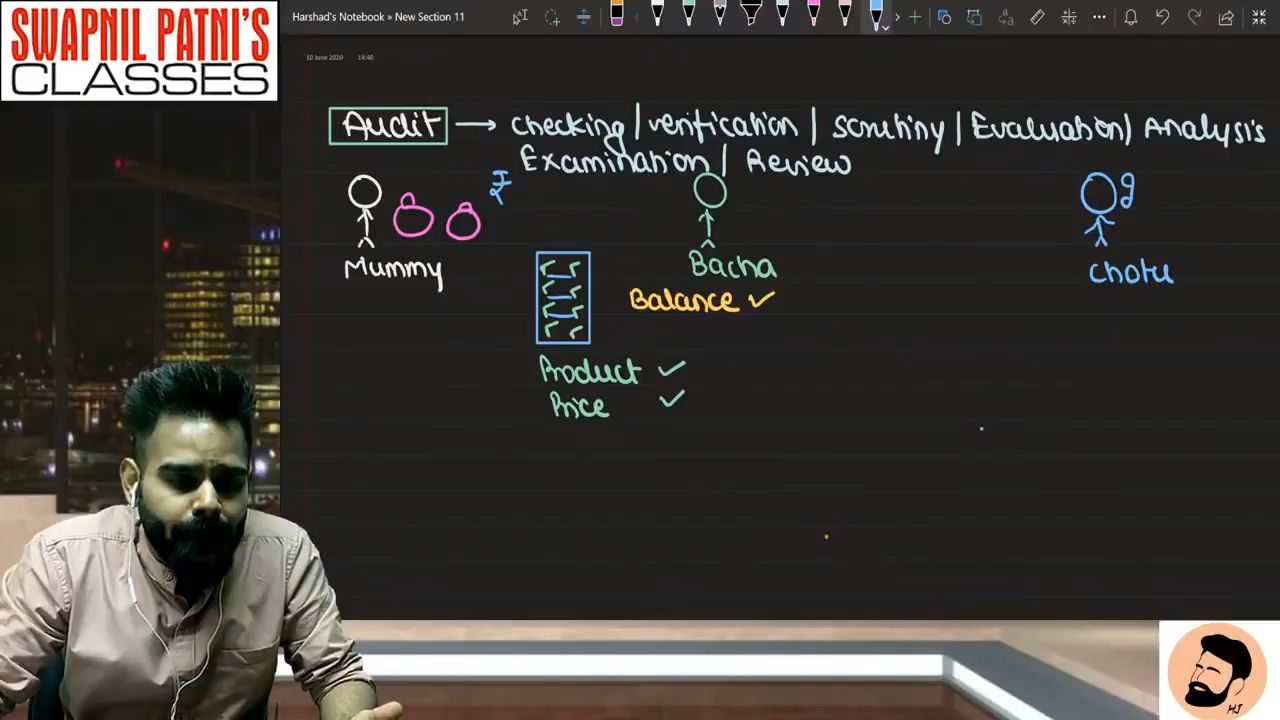 SWAPNIL PATNI'S
CLASSES
Harshad's Notebook » New Section 11
10 June 2020 14:40
Audit → checking | verification | scrutiny | Evaluation | Analysis
Examination | Review
₹
Mummy
Bacha
Chotu
Balance ✓
Product ✓
Price ✓
HJ